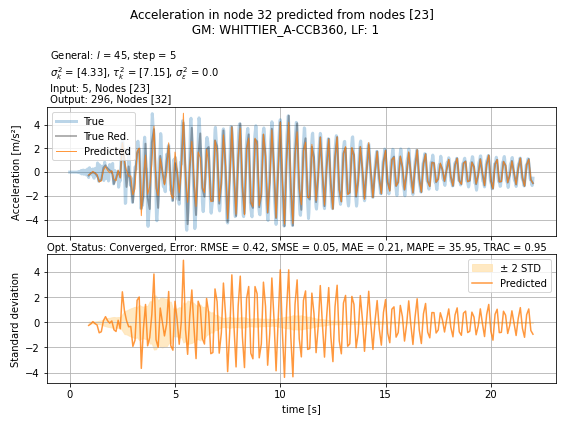 Acceleration in node 32 predicted from nodes [23]
GM: WHITTIER_A-CCB360, LF: 1
General: l = 45, step = 5
σ²ₖ = [4.33], τ²ₖ = [7.15], σ²ε = 0.0
Input: 5, Nodes [23]
Output: 296, Nodes [32]
True
True Red.
Predicted
Acceleration [m/s²]
4
2
0
−2
−4
Opt. Status: Converged, Error: RMSE = 0.42, SMSE = 0.05, MAE = 0.21, MAPE = 35.95, TRAC = 0.95
± 2 STD
Predicted
Standard deviation
4
2
0
−2
−4
0 5 10 15 20
time [s]